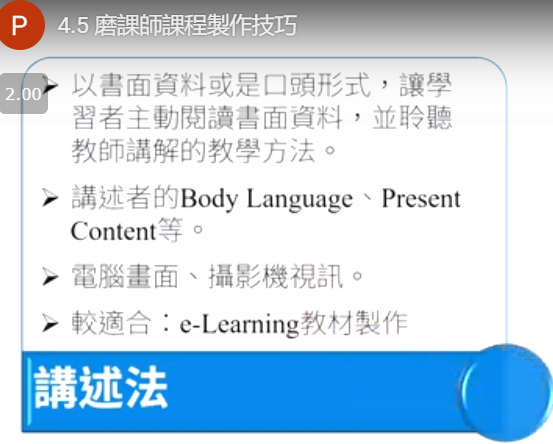 P 4.5 磨課師課程製作技巧
2.00
➤ 以書面資料或是口頭形式，讓學
習者主動閱讀書面資料，並聆聽
教師講解的教學方法。
➤ 講述者的Body Language、Present
Content等。
➤ 電腦畫面、攝影機視訊。
➤ 較適合：e-Learning教材製作
講述法